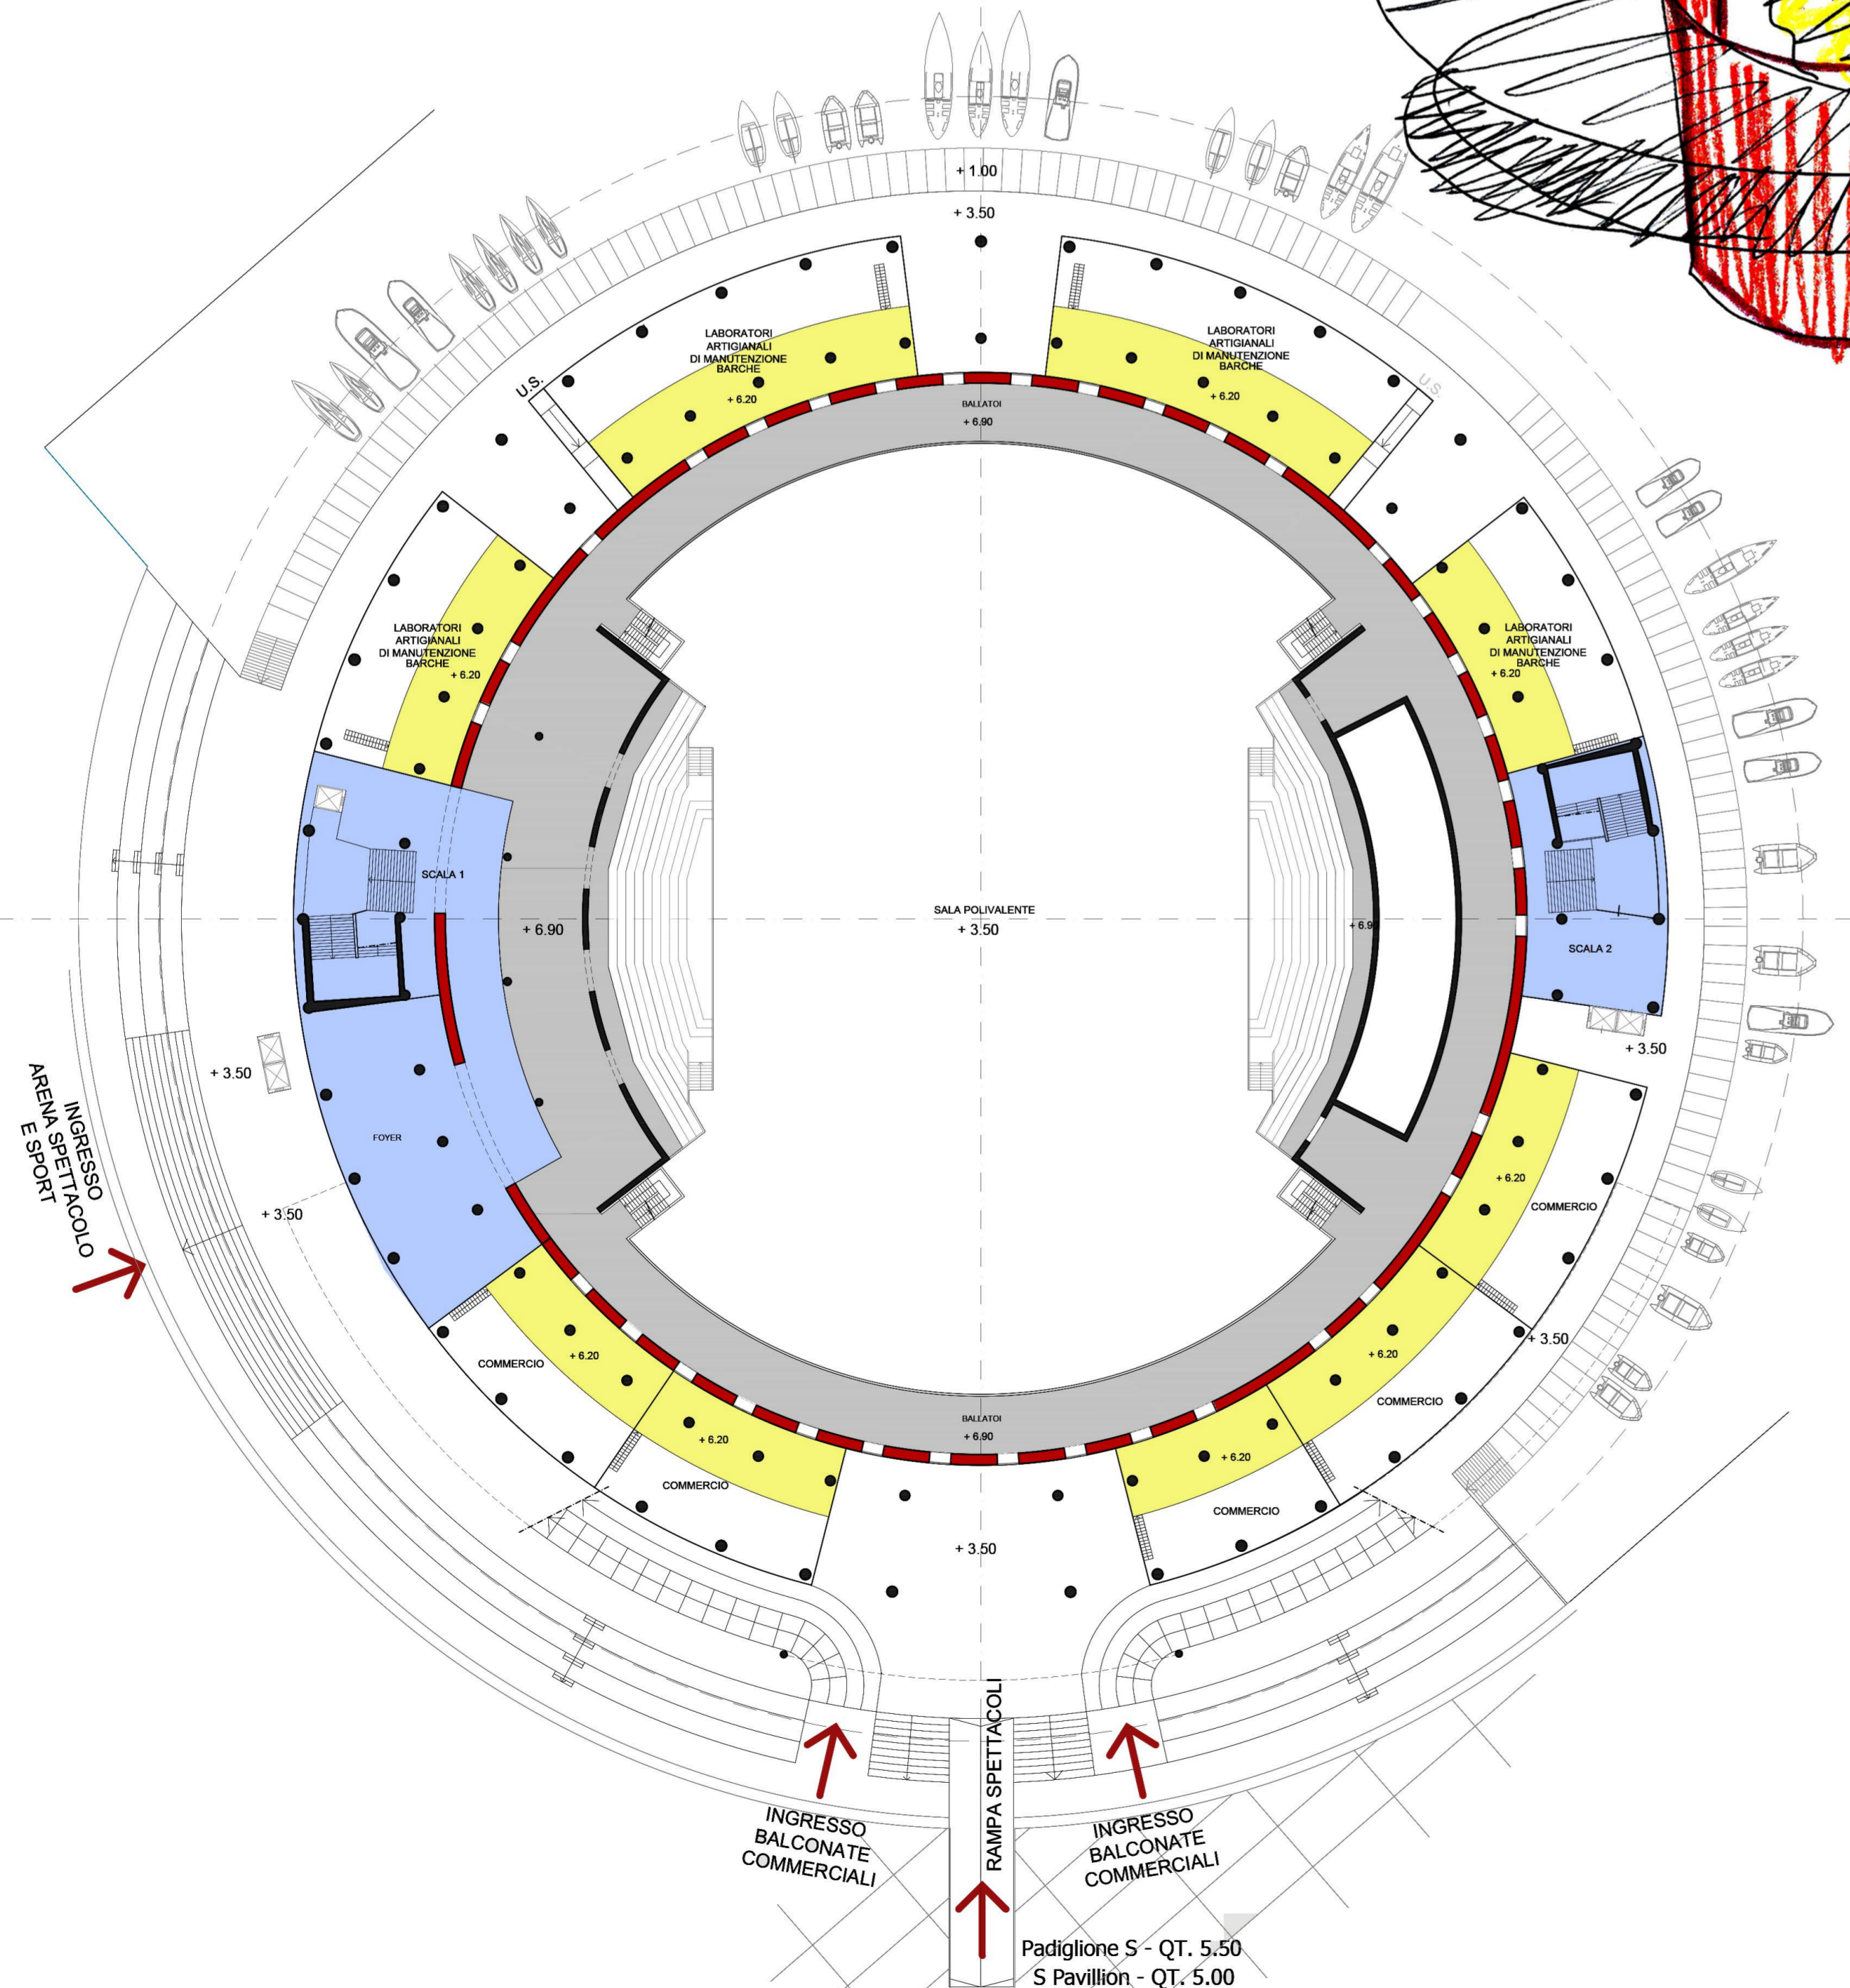 + 1.00
+ 3.50
LABORATORI
ARTIGIANALI
DI MANUTENZIONE
BARCHE
+ 6.20
LABORATORI
ARTIGIANALI
DI MANUTENZIONE
BARCHE
+ 6.20
U.S.
U.S.
BALLATOI
+ 6.90
LABORATORI
ARTIGIANALI
DI MANUTENZIONE
BARCHE
+ 6.20
LABORATORI
ARTIGIANALI
DI MANUTENZIONE
BARCHE
+ 6.20
SCALA 1
+ 6.90
SALA POLIVALENTE
+ 3.50
+ 6.9
SCALA 2
+ 3.50
+ 3.50
INGRESSO
ARENA SPETTACOLO
E SPORT
FOYER
+ 3.50
+ 6.20
COMMERCIO
+ 3.50
COMMERCIO
+ 6.20
+ 6.20
COMMERCIO
BALLATOI
+ 6.90
+ 6.20
COMMERCIO
+ 6.20
COMMERCIO
+ 3.50
RAMPA SPETTACOLI
INGRESSO
BALCONATE
COMMERCIALI
INGRESSO
BALCONATE
COMMERCIALI
Padiglione S - QT. 5.50
S Pavillion - QT. 5.00